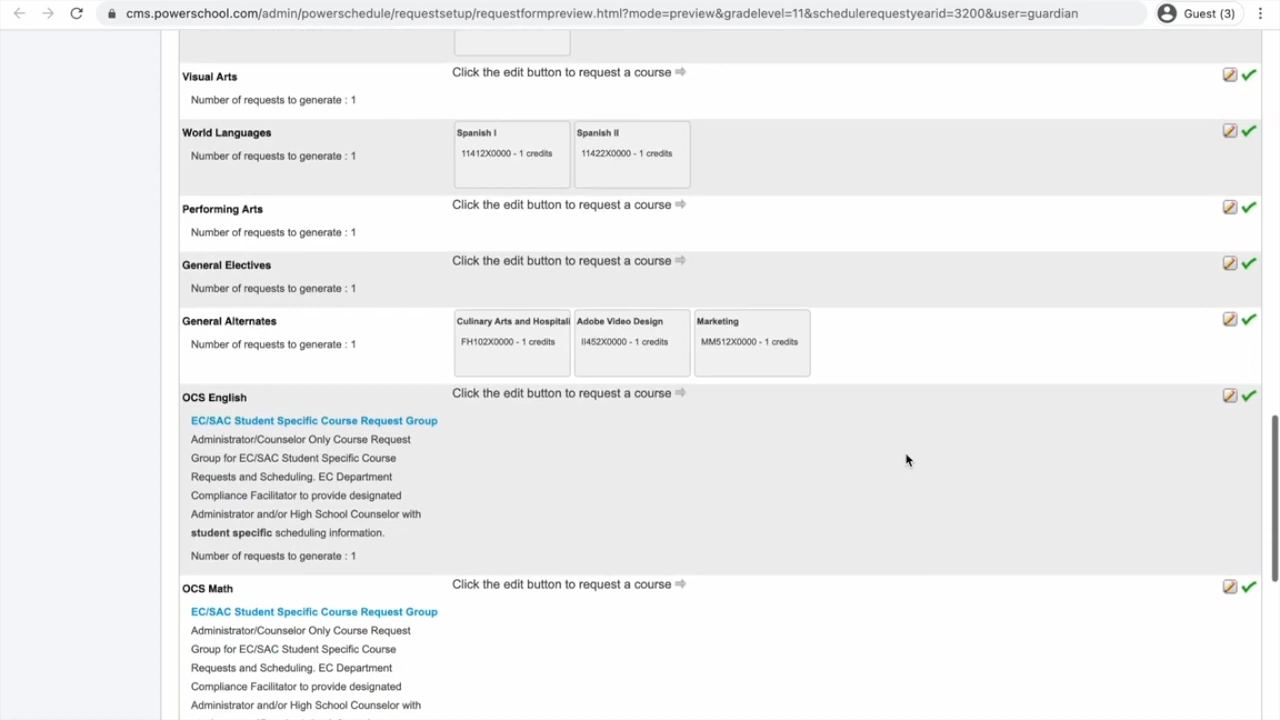 cms.powerschool.com/admin/powerschedule/requestsetup/requestformpreview.html?mode=preview&gradelevel=11&schedulerequestyearid=3200&user=guardian
Guest (3)
Visual Arts
Click the edit button to request a course
Number of requests to generate : 1
World Languages
Number of requests to generate : 1
Spanish I
11412X0000 - 1 credits
Spanish II
11422X0000 - 1 credits
Performing Arts
Click the edit button to request a course
Number of requests to generate : 1
General Electives
Click the edit button to request a course
Number of requests to generate : 1
General Alternates
Number of requests to generate : 1
Culinary Arts and Hospitali
FH102X0000 - 1 credits
Adobe Video Design
II452X0000 - 1 credits
Marketing
MM512X0000 - 1 credits
OCS English
Click the edit button to request a course
EC/SAC Student Specific Course Request Group
Administrator/Counselor Only Course Request
Group for EC/SAC Student Specific Course
Requests and Scheduling. EC Department
Compliance Facilitator to provide designated
Administrator and/or High School Counselor with
student specific scheduling information.
Number of requests to generate : 1
OCS Math
Click the edit button to request a course
EC/SAC Student Specific Course Request Group
Administrator/Counselor Only Course Request
Group for EC/SAC Student Specific Course
Requests and Scheduling. EC Department
Compliance Facilitator to provide designated
Administrator and/or High School Counselor with